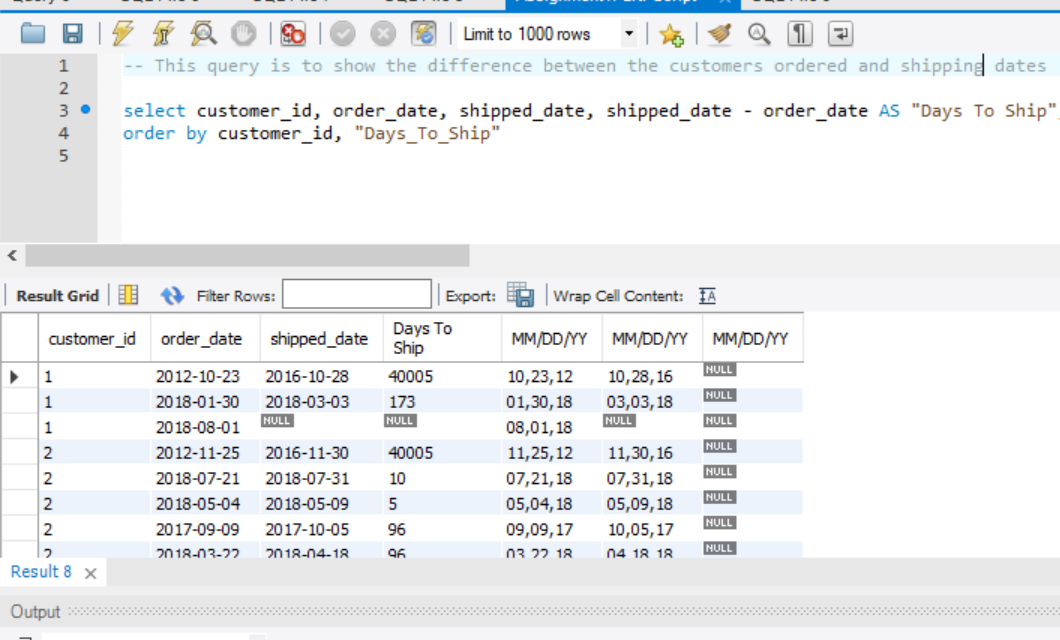 Limit to 1000 rows
1 -- This query is to show the difference between the customers ordered and shipping dates
2
3 select customer_id, order_date, shipped_date, shipped_date - order_date AS "Days To Ship",
4 order by customer_id, "Days_To_Ship"
5
Result Grid Filter Rows: Export: Wrap Cell Content:
customer_id order_date shipped_date Days To Ship MM/DD/YY MM/DD/YY MM/DD/YY
1 2012-10-23 2016-10-28 40005 10,23,12 10,28,16 NULL
1 2018-01-30 2018-03-03 173 01,30,18 03,03,18 NULL
1 2018-08-01 NULL NULL 08,01,18 NULL NULL
2 2012-11-25 2016-11-30 40005 11,25,12 11,30,16 NULL
2 2018-07-21 2018-07-31 10 07,21,18 07,31,18 NULL
2 2018-05-04 2018-05-09 5 05,04,18 05,09,18 NULL
2 2017-09-09 2017-10-05 96 09,09,17 10,05,17 NULL
2 2018-03-22 2018-04-18 96 03,22,18 04,18,18 NULL
Result 8
Output